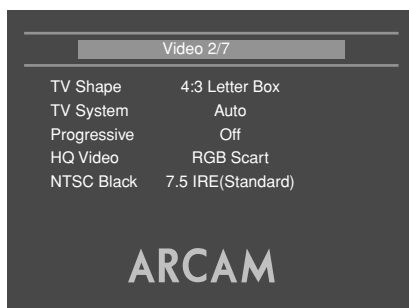 Video 2/7
TV Shape 4:3 Letter Box
TV System Auto
Progressive Off
HQ Video RGB Scart
NTSC Black 7.5 IRE(Standard)
ARCAM